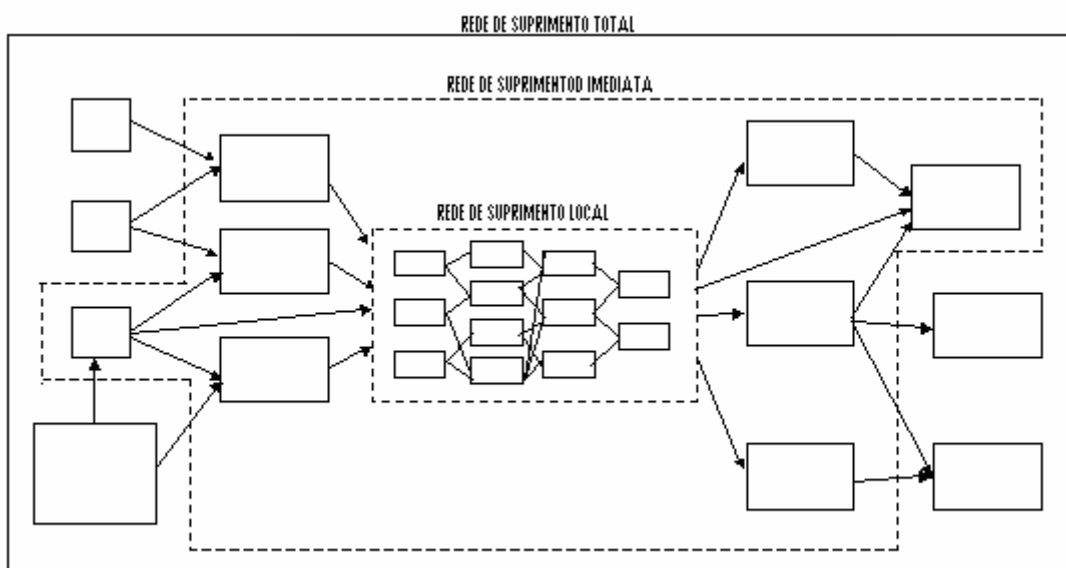 REDE DE SUPRIMENTO TOTAL
REDE DE SUPRIMENTOD IMEDIATA
REDE DE SUPRIMENTO LOCAL